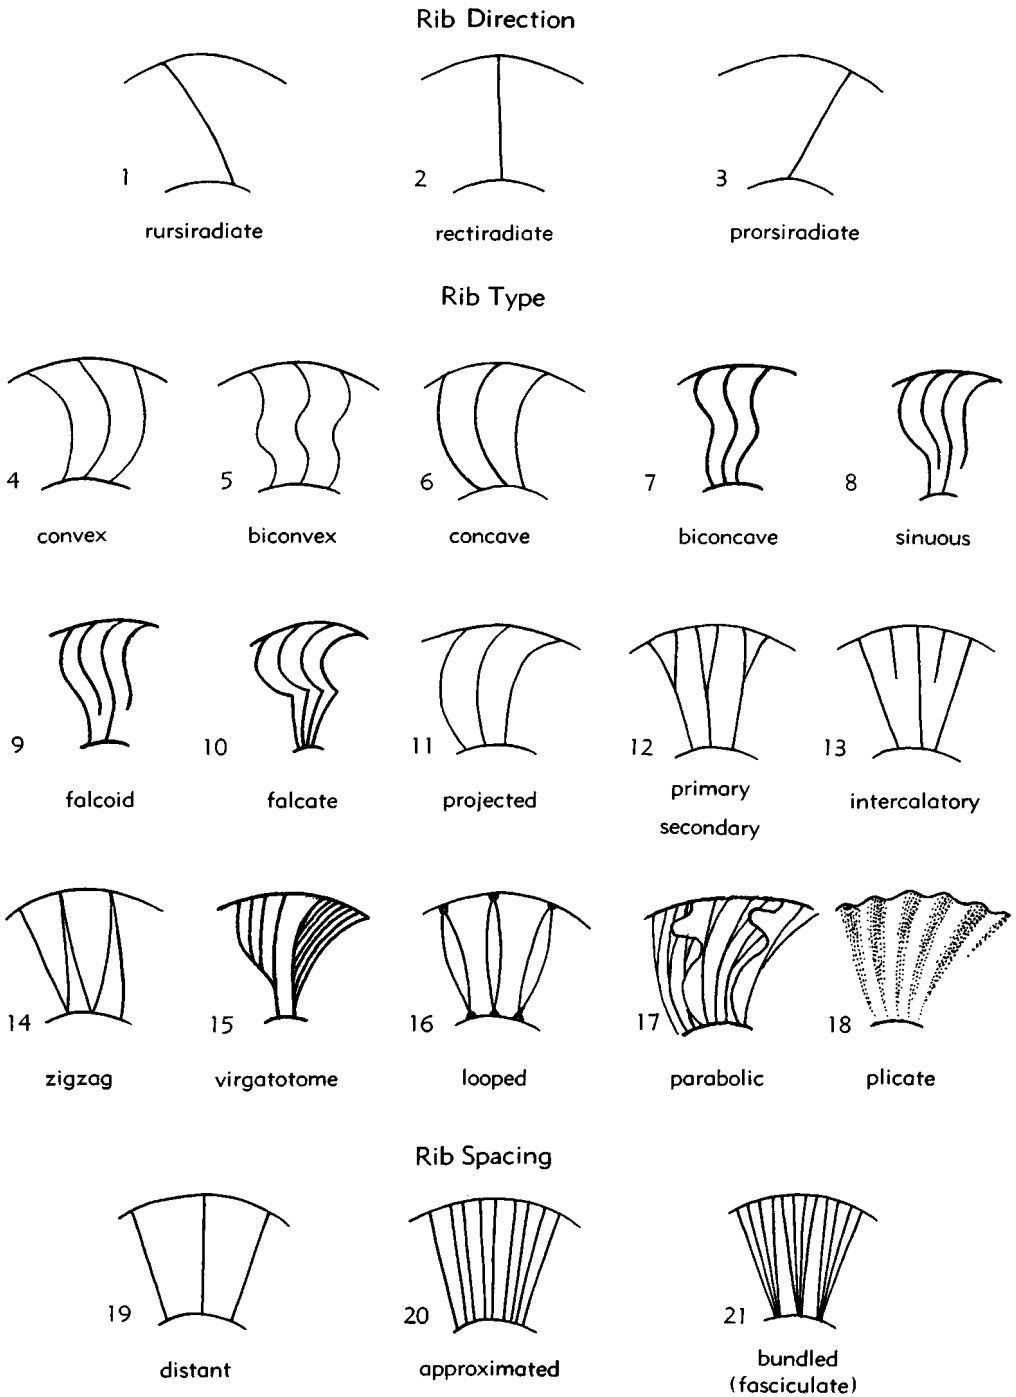 Rib Direction
1 2 3
rursiradiate rectiradiate prorsiradiate
Rib Type
4 5 6 7 8
convex biconvex concave biconcave sinuous
9 10 11 12 13
falcoid falcate projected primary intercalatory
secondary
14 15 16 17 18
zigzag virgatotome looped parabolic plicate
Rib Spacing
19 20 21
distant approximated bundled
(fasciculate)